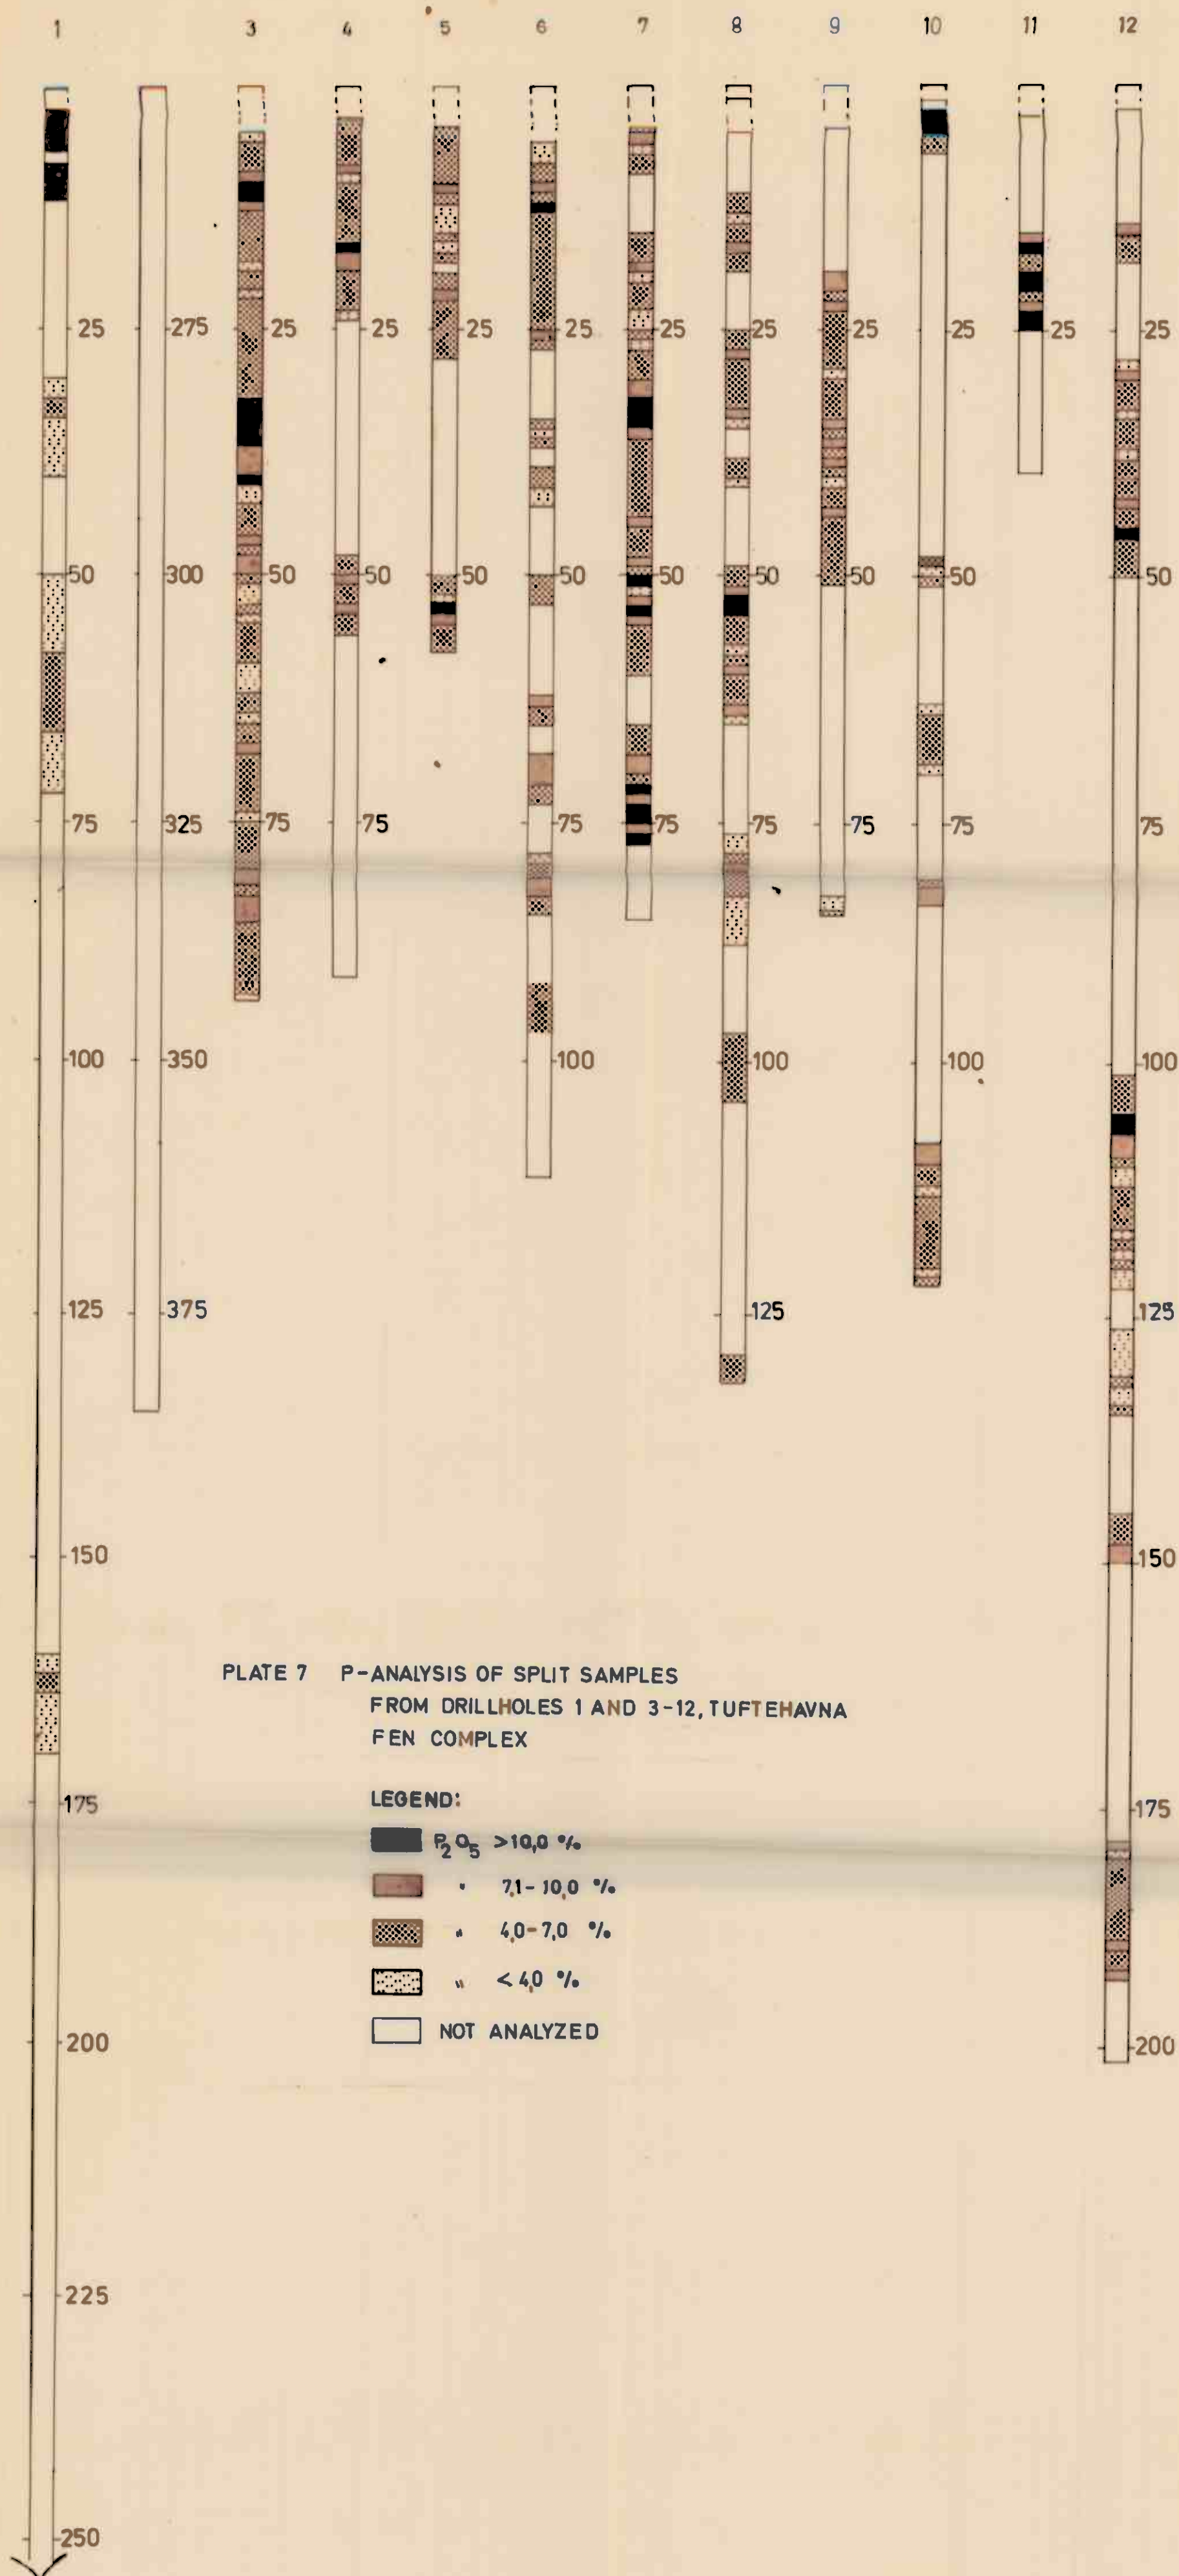 1 3 4 5 6 7 8 9 10 11 12
25 275 25 25 25 25 25 25 25 25 25 25
50 300 50 50 50 50 50 50 50 50 50
75 325 75 75 75 75 75 75 75 75
100 350 100 100 100 100
125 375 125 125
150 150
PLATE 7 P-ANALYSIS OF SPLIT SAMPLES
FROM DRILLHOLES 1 AND 3-12, TUFTEHAVNA
FEN COMPLEX
LEGEND:
175 175
P2O5 >10,0 %
" 7,1-10,0 %
" 4,0-7,0 %
" < 4,0 %
NOT ANALYZED
200 200
225
250